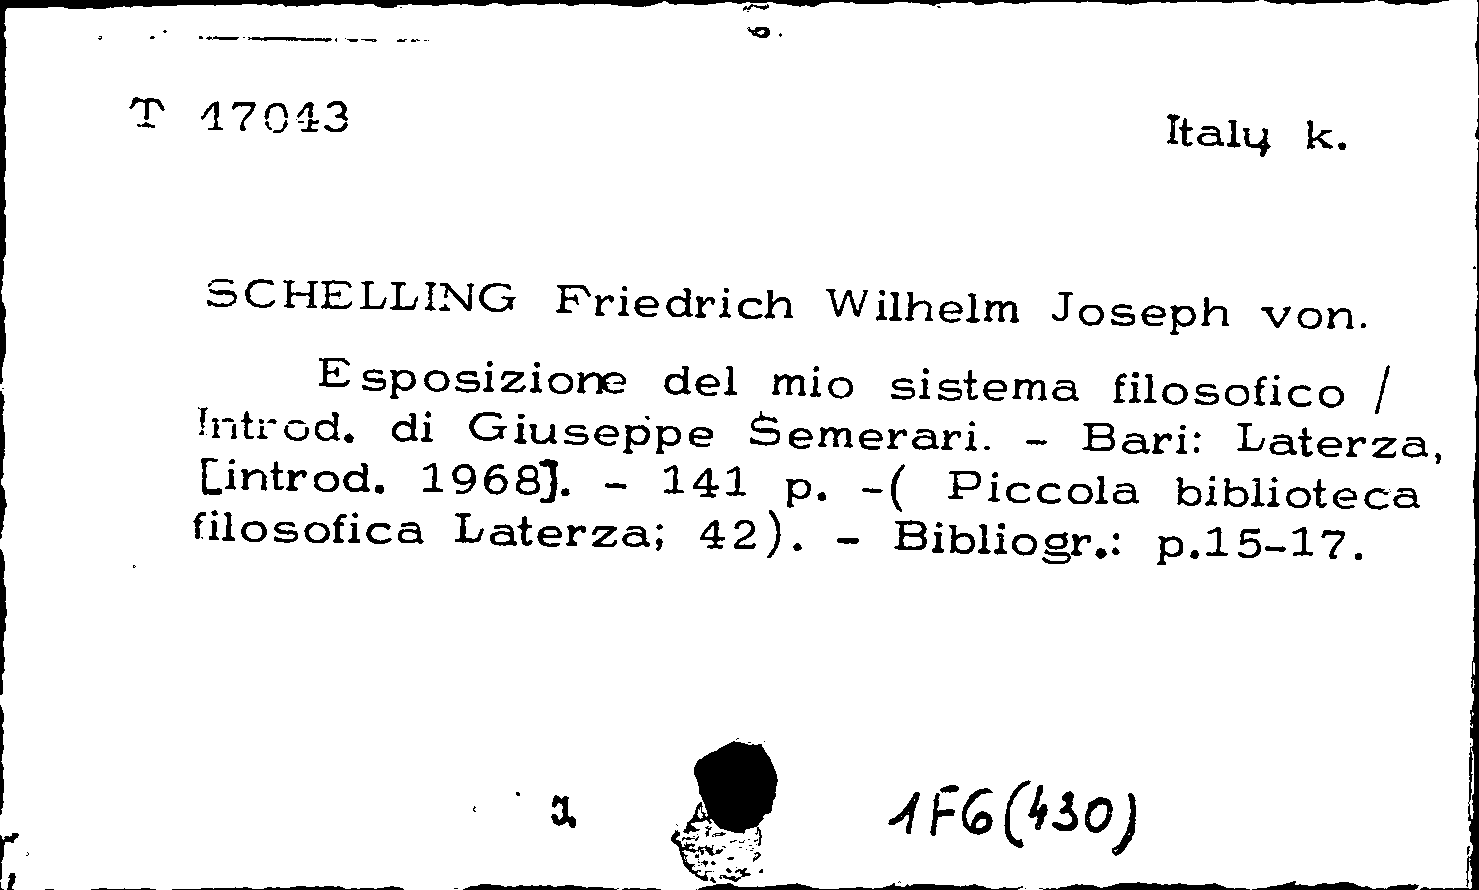 T 17043
Italų k.
SCHELLING Friedrich Wilhelm Joseph von.
Esposizione del mio sistema filosofico /
Introd. di Giuseppe Semerari. - Bari: Laterza,
[introd. 1968]. - 141 p. -( Piccola biblioteca
filosofica Laterza; 42). - Bibliogr.: p.15-17.
1F6(430)